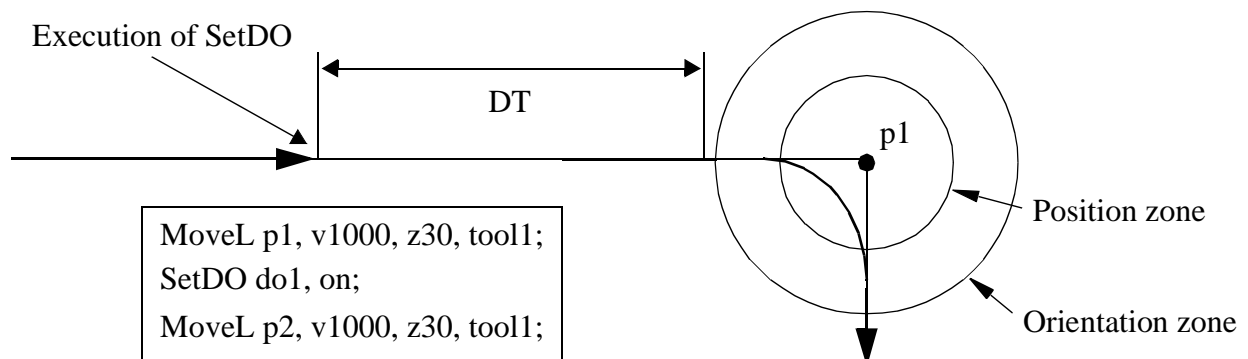 Execution of SetDO
DT
p1
Position zone
MoveL p1, v1000, z30, tool1;
SetDO do1, on;
MoveL p2, v1000, z30, tool1;
Orientation zone